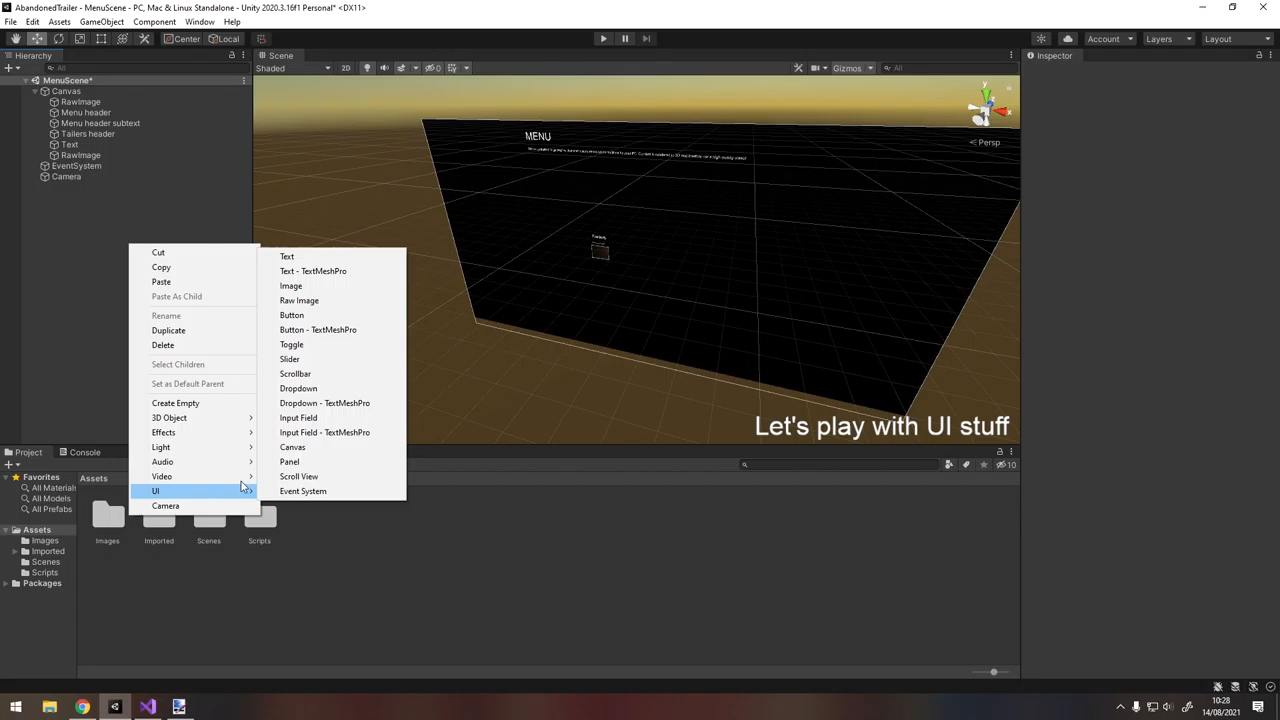 AbandonedTrailer - MenuScene - PC, Mac & Linux Standalone - Unity 2020.3.16f1 Personal* <DX11>
File Edit Assets GameObject Component Window Help
Center Local Account Layers Layout
Hierarchy Scene Inspector
All Shaded 2D 0 Gizmos All
MenuScene*
Canvas
RawImage
Menu header
Menu header subtext
Tailers header
Text
RawImage
EventSystem
Camera
y
x
Persp
MENU
Cut
Copy
Paste
Paste As Child
Rename
Duplicate
Delete
Select Children
Set as Default Parent
Create Empty
3D Object
Effects
Light
Audio
Video
UI
Camera
Text
Text - TextMeshPro
Image
Raw Image
Button
Button - TextMeshPro
Toggle
Slider
Scrollbar
Dropdown
Dropdown - TextMeshPro
Input Field
Input Field - TextMeshPro
Canvas
Panel
Scroll View
Event System
Let's play with UI stuff
Project Console
10
Favorites
All Materials
All Models
All Prefabs
Assets
Images
Imported
Scenes
Scripts
Packages
Assets
Images Imported Scenes Scripts
10:28
14/08/2021